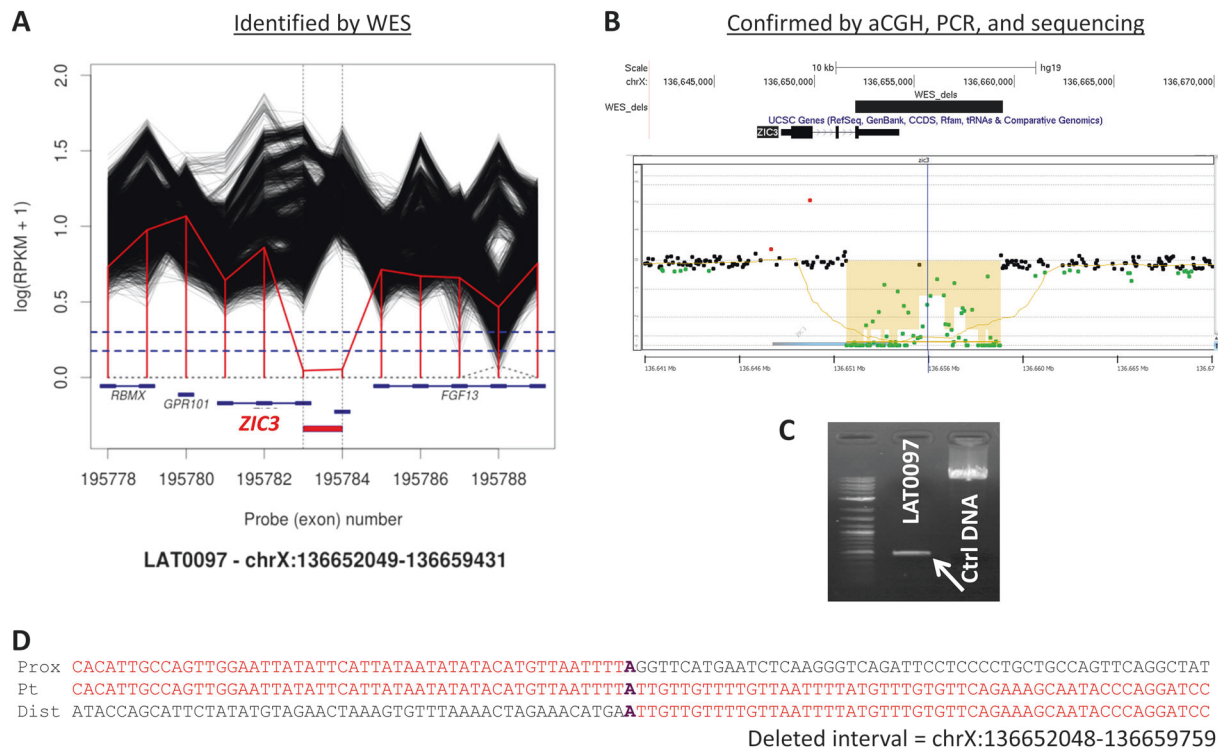 A
Identified by WES
2.0
1.5
1.0
0.5
0.0
log(RPKM + 1)
RBMX
GPR101
ZIC3
FGF13
195778 195780 195782 195784 195786 195788
Probe (exon) number
LAT0097 - chrX:136652049-136659431
B
Confirmed by aCGH, PCR, and sequencing
Scale 10 kb hg19
chrX: 136,645,000 136,650,000 136,655,000 136,660,000 136,665,000 136,670,000
WES_dels
WES_dels
UCSC Genes (RefSeq, GenBank, CCDS, Rfam, tRNAs & Comparative Genomics)
ZIC3
zic3
136.641 Mb 136.646 Mb 136.651 Mb 136.656 Mb 136.660 Mb 136.665 Mb 136.67
C
LAT0097
Ctrl DNA
D
Prox CACATTGCCAGTTGGAATTATATTCATTATAATATATACATGTTAATTTTAGGTTCATGAATCTCAAGGGTCAGATTCCTCCCCTGCTGCCAGTTCAGGCTAT
Pt CACATTGCCAGTTGGAATTATATTCATTATAATATATACATGTTAATTTTATTGTTGTTTTGTTAATTTTATGTTTGTGTTCAGAAAGCAATACCCAGGATCC
Dist ATACCAGCATTCTATATGTAGAACTAAAGTGTTTAAAACTAGAAACATGAATTGTTGTTTTGTTAATTTTATGTTTGTGTTCAGAAAGCAATACCCAGGATCC
Deleted interval = chrX:136652048-136659759